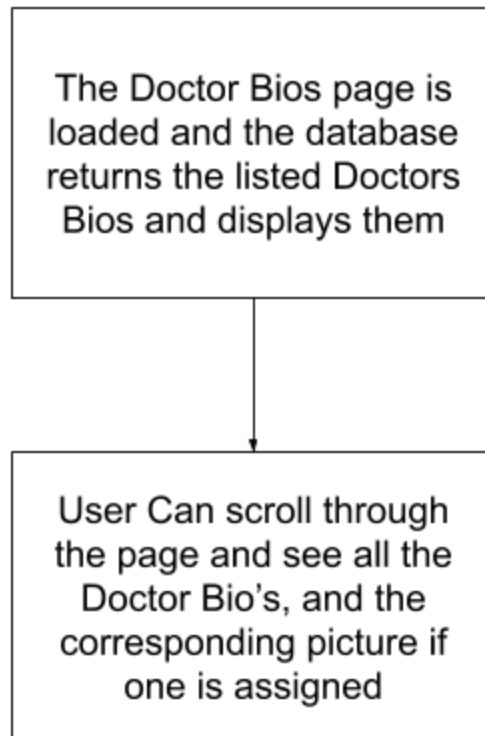 The Doctor Bios page is
loaded and the database
returns the listed Doctors
Bios and displays them
User Can scroll through
the page and see all the
Doctor Bio’s, and the
corresponding picture if
one is assigned